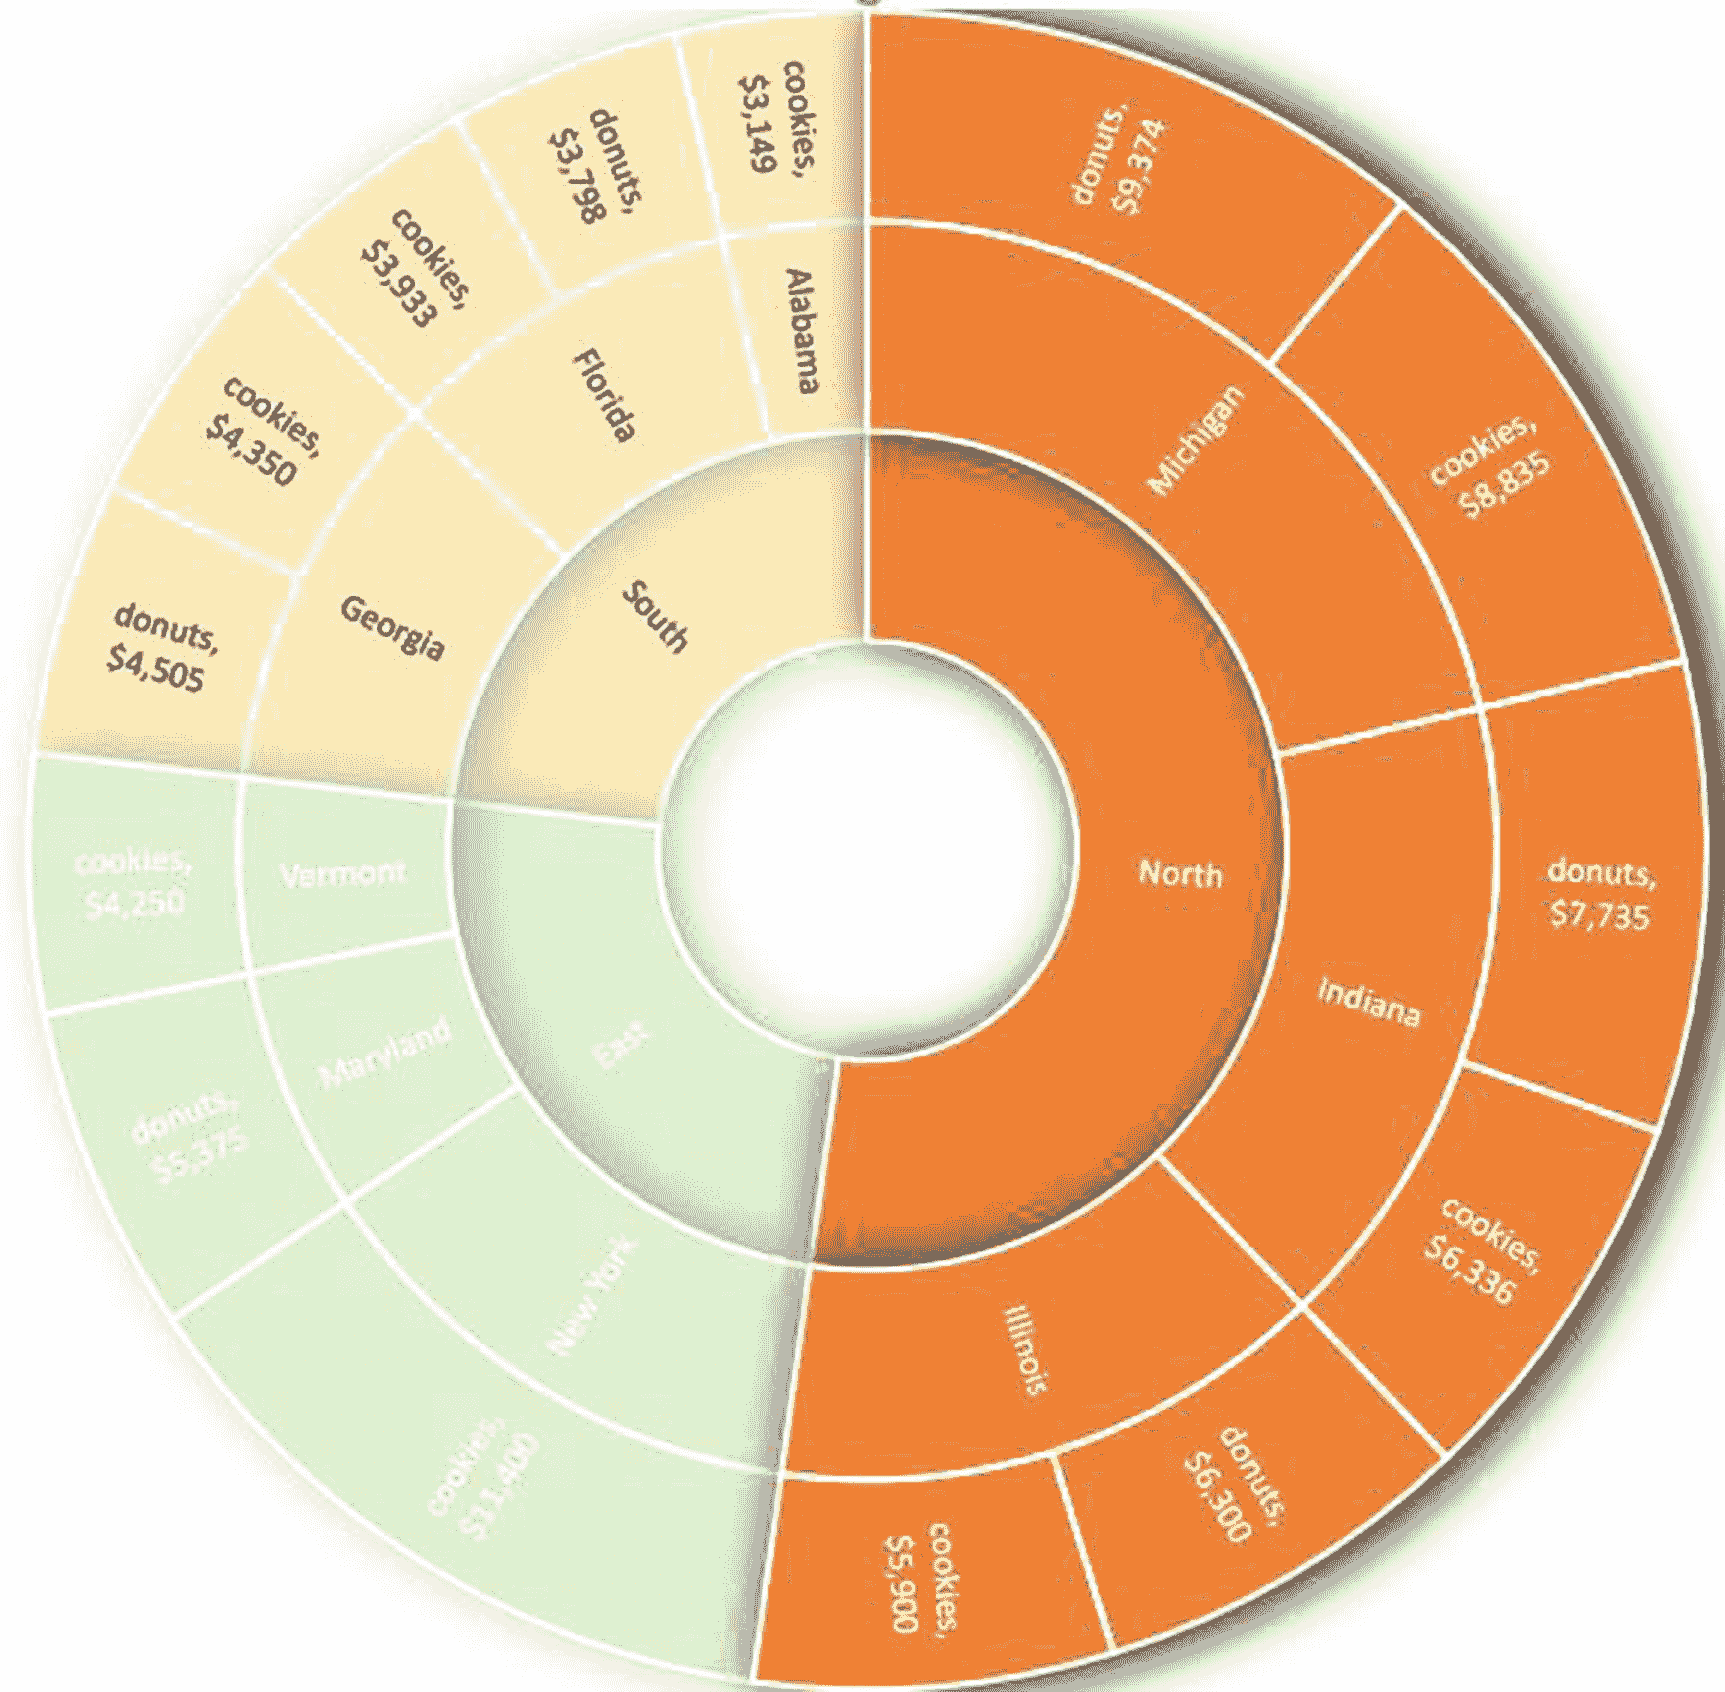 North
Michigan
donuts,
$9,374
cookies,
$8,835
Indiana
donuts,
$7,735
cookies,
$6,336
Illinois
donuts,
$6,300
cookies,
$5,900
East
New York
cookies,
$11,400
Maryland
donuts,
$5,375
Vermont
cookies,
$4,250
South
Georgia
donuts,
$4,505
cookies,
$4,350
Florida
cookies,
$3,933
donuts,
$3,798
Alabama
cookies,
$3,149